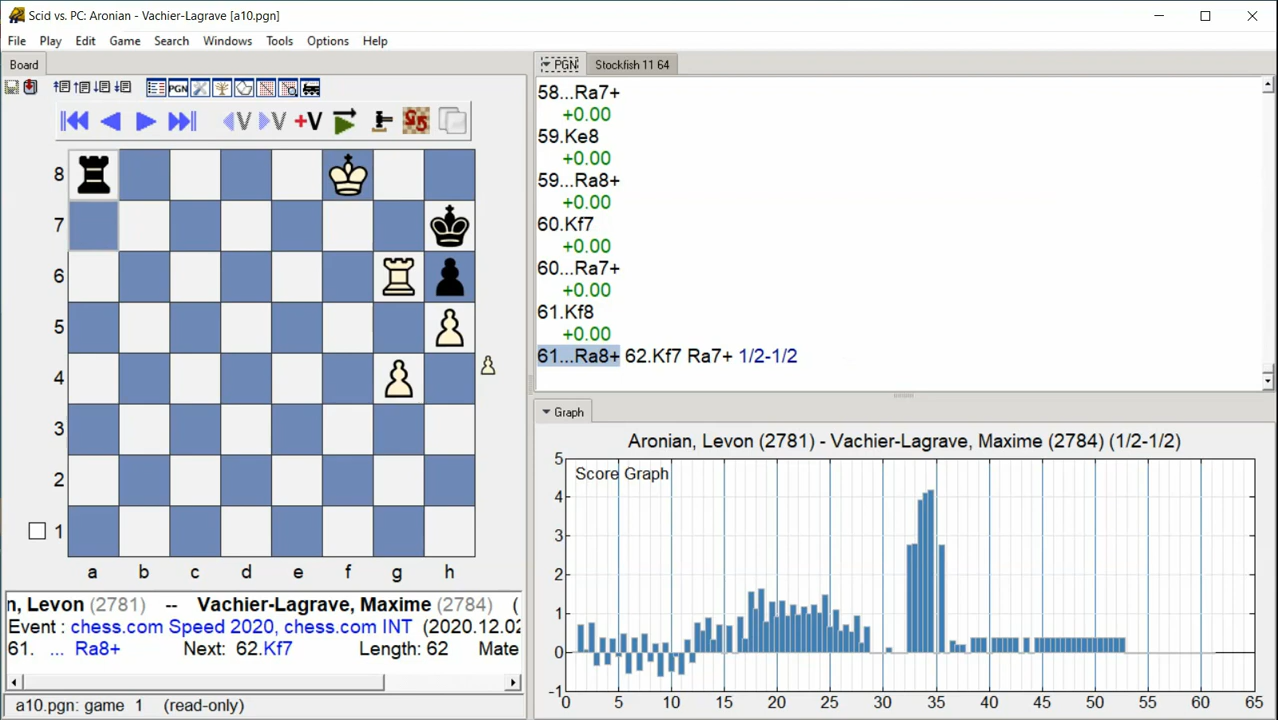 Scid vs. PC: Aronian - Vachier-Lagrave [a10.pgn]
File Play Edit Game Search Windows Tools Options Help
Board
PGN
V V +V
8
7
6
5
4
3
2
1
a b c d e f g h
n, Levon (2781) -- Vachier-Lagrave, Maxime (2784) (
Event : chess.com Speed 2020, chess.com INT (2020.12.02
61. ... Ra8+ Next: 62.Kf7 Length: 62 Mate
a10.pgn: game 1 (read-only)
PGN Stockfish 11 64
58...Ra7+
+0.00
59.Ke8
+0.00
59...Ra8+
+0.00
60.Kf7
+0.00
60...Ra7+
+0.00
61.Kf8
+0.00
61...Ra8+ 62.Kf7 Ra7+ 1/2-1/2
Graph
Aronian, Levon (2781) - Vachier-Lagrave, Maxime (2784) (1/2-1/2)
Score Graph
5
4
3
2
1
0
-1
0 5 10 15 20 25 30 35 40 45 50 55 60 65